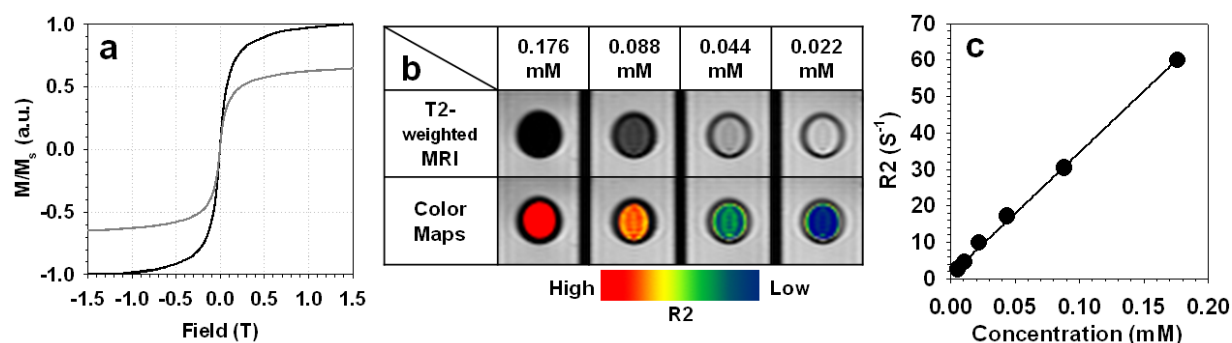 a
M/Ms (a.u.)
1.0
0.5
0.0
-0.5
-1.0
-1.5 -1.0 -0.5 0.0 0.5 1.0 1.5
Field (T)
b
0.176 mM
0.088 mM
0.044 mM
0.022 mM
T2-
weighted
MRI
Color
Maps
High Low
R2
c
R2 (S-1)
70
60
50
40
30
20
10
0
0.00 0.05 0.10 0.15 0.20
Concentration (mM)